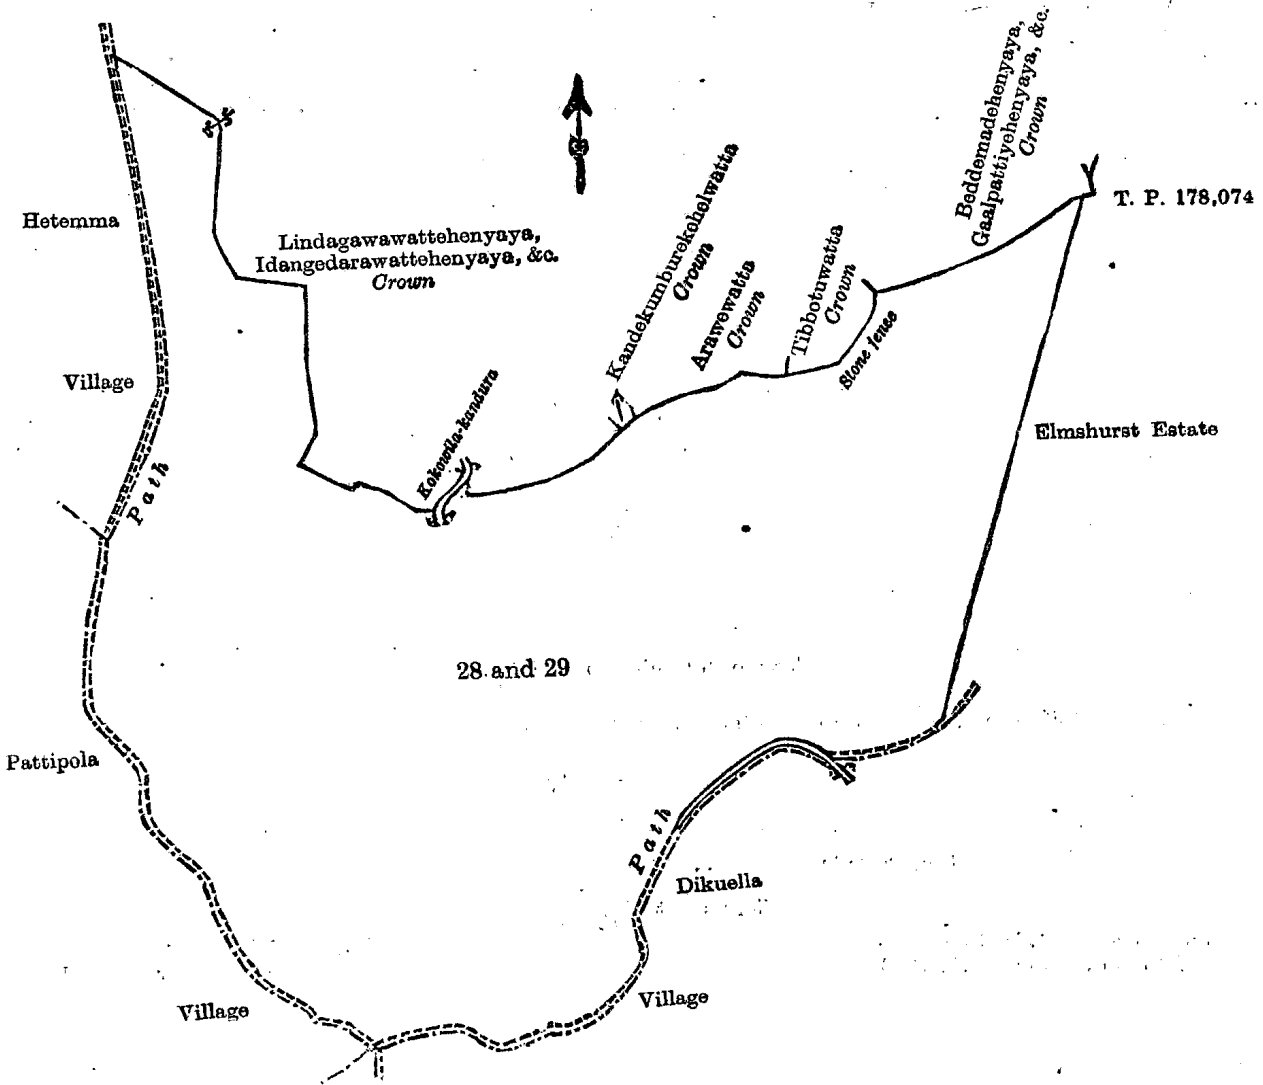 Beddemadehenyaya,
Gaalpattiyehenyaya, &c.
Crown
T. P. 178,074
Hetemma
Lindagawawattehenyaya,
Idangedarawattehenyaya, &c.
Crown
Kandekumburekohelwatta
Crown
Arawewatta
Crown
Tibbotuwatta
Crown
Stone fence
Village
Kokowila-kandura
Elmshurst Estate
Path
28 and 29
Pattipola
Path
Dikuella
Village
Village